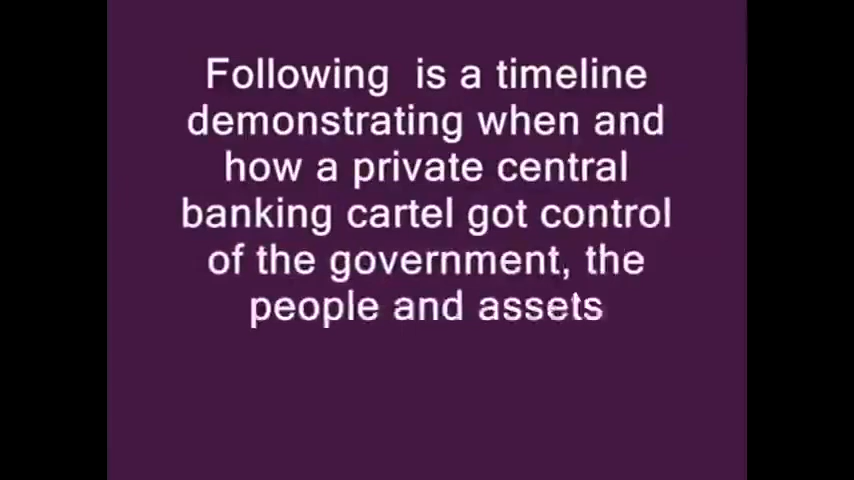 Following  is a timeline
demonstrating when and
how a private central
banking cartel got control
of the government, the
people and assets